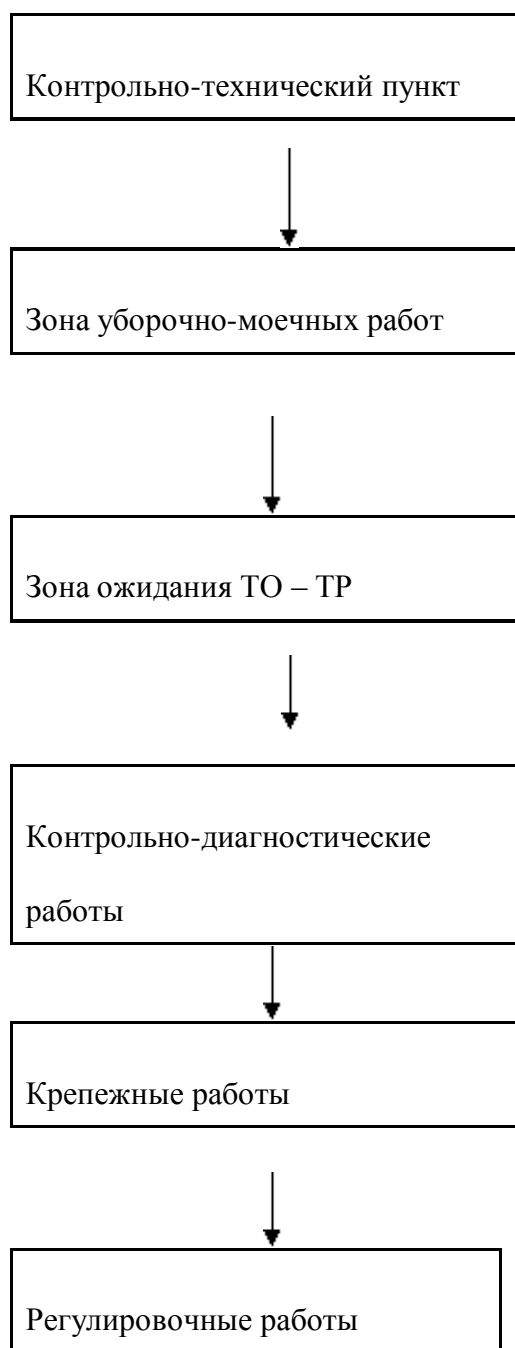 Контрольно-технический пункт
Зона уборочно-моечных работ
Зона ожидания ТО – ТР
Контрольно-диагностические
работы
Крепежные работы
Регулировочные работы